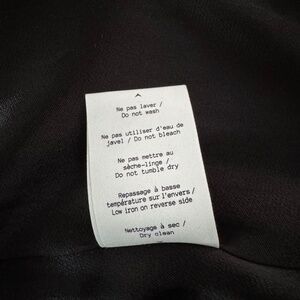 Ne pas laver /
Do not wash
Ne pas utiliser d'eau de
javel / Do not bleach
Ne pas mettre au
sèche-linge /
Do not tumble dry
Repassage à basse
température sur l'envers /
Low iron on reverse side
Nettoyage à sec /
Dry clean